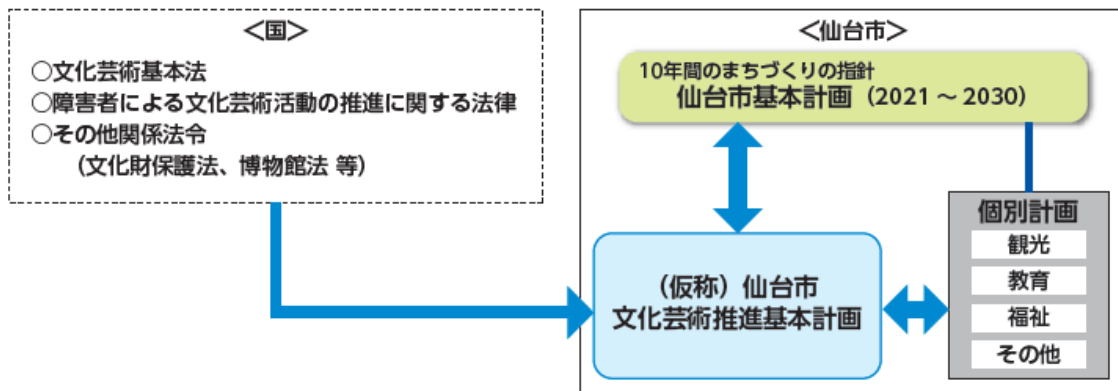 ＜国＞
○文化芸術基本法
○障害者による文化芸術活動の推進に関する法律
○その他関係法令
（文化財保護法、博物館法 等）
＜仙台市＞
10年間のまちづくりの指針
仙台市基本計画（2021 ～ 2030）
（仮称）仙台市
文化芸術推進基本計画
個別計画
観光
教育
福祉
その他